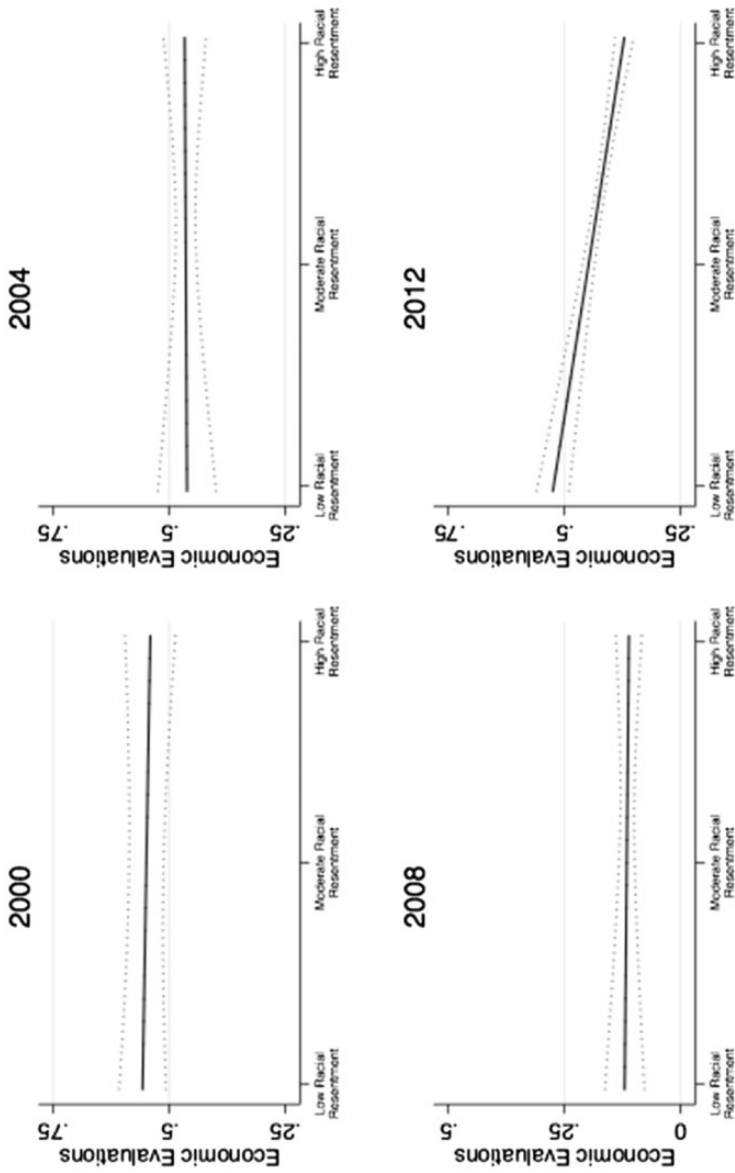 2000
Economic Evaluations
.75
.5
.25
Low Racial
Resentment
Moderate Racial
Resentment
High Racial
Resentment
2004
Economic Evaluations
.75
.5
.25
Low Racial
Resentment
Moderate Racial
Resentment
High Racial
Resentment
2008
Economic Evaluations
.5
.25
0
Low Racial
Resentment
Moderate Racial
Resentment
High Racial
Resentment
2012
Economic Evaluations
.75
.5
.25
Low Racial
Resentment
Moderate Racial
Resentment
High Racial
Resentment